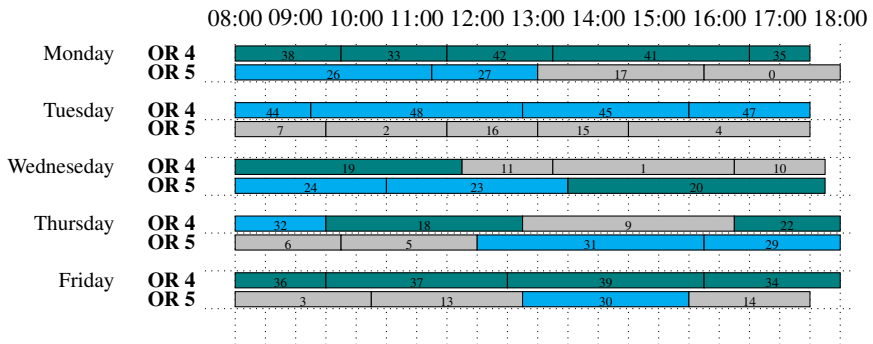 08:00 09:00 10:00 11:00 12:00 13:00 14:00 15:00 16:00 17:00 18:00
Monday OR 4 38 33 42 41 35
OR 5 26 27 17 0
Tuesday OR 4 44 48 45 47
OR 5 7 2 16 15 4
Wedneseday OR 4 19 11 1 10
OR 5 24 23 20
Thursday OR 4 32 18 9 22
OR 5 6 5 31 29
Friday OR 4 36 37 39 34
OR 5 3 13 30 14